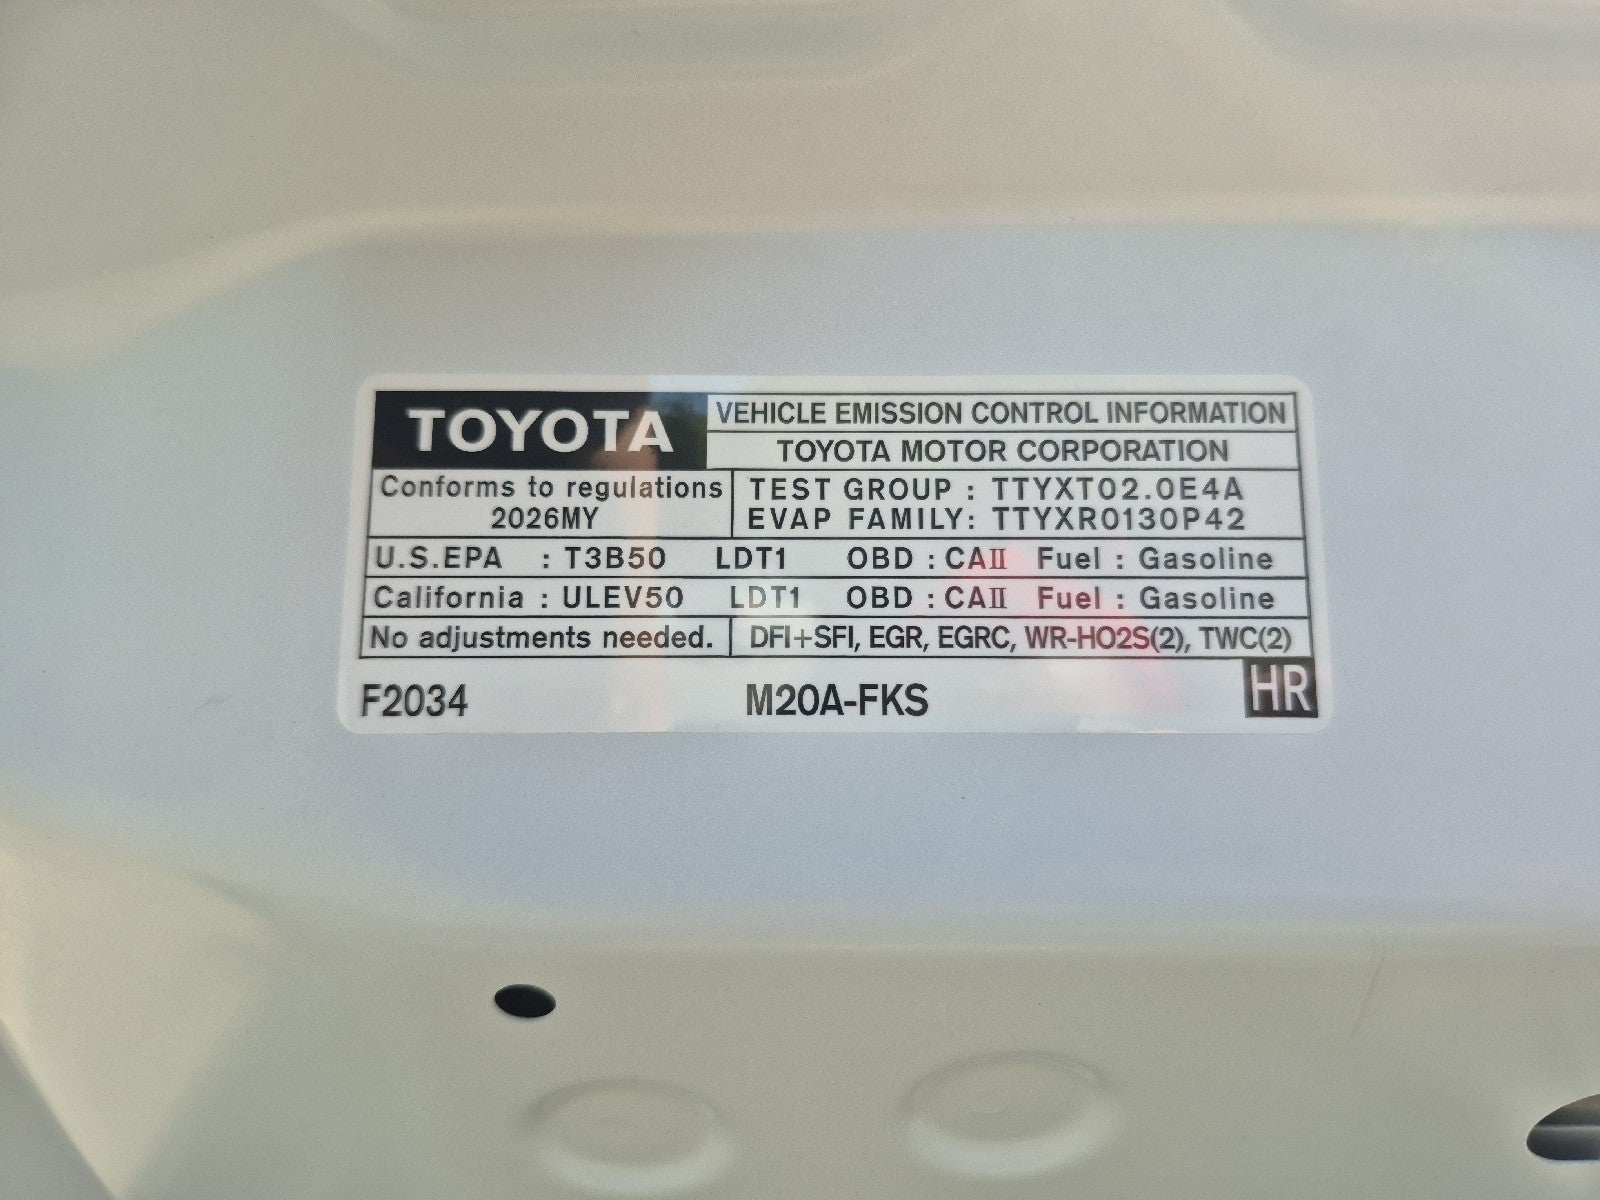 TOYOTA
VEHICLE EMISSION CONTROL INFORMATION
TOYOTA MOTOR CORPORATION
Conforms to regulations
2026MY
TEST GROUP : TTYXT02.0E4A
EVAP FAMILY: TTYXR0130P42
U.S.EPA : T3B50 LDT1 OBD : CAⅡ Fuel : Gasoline
California : ULEV50 LDT1 OBD : CAⅡ Fuel : Gasoline
No adjustments needed. DFI+SFI, EGR, EGRC, WR-HO2S(2), TWC(2)
F2034 M20A-FKS HR